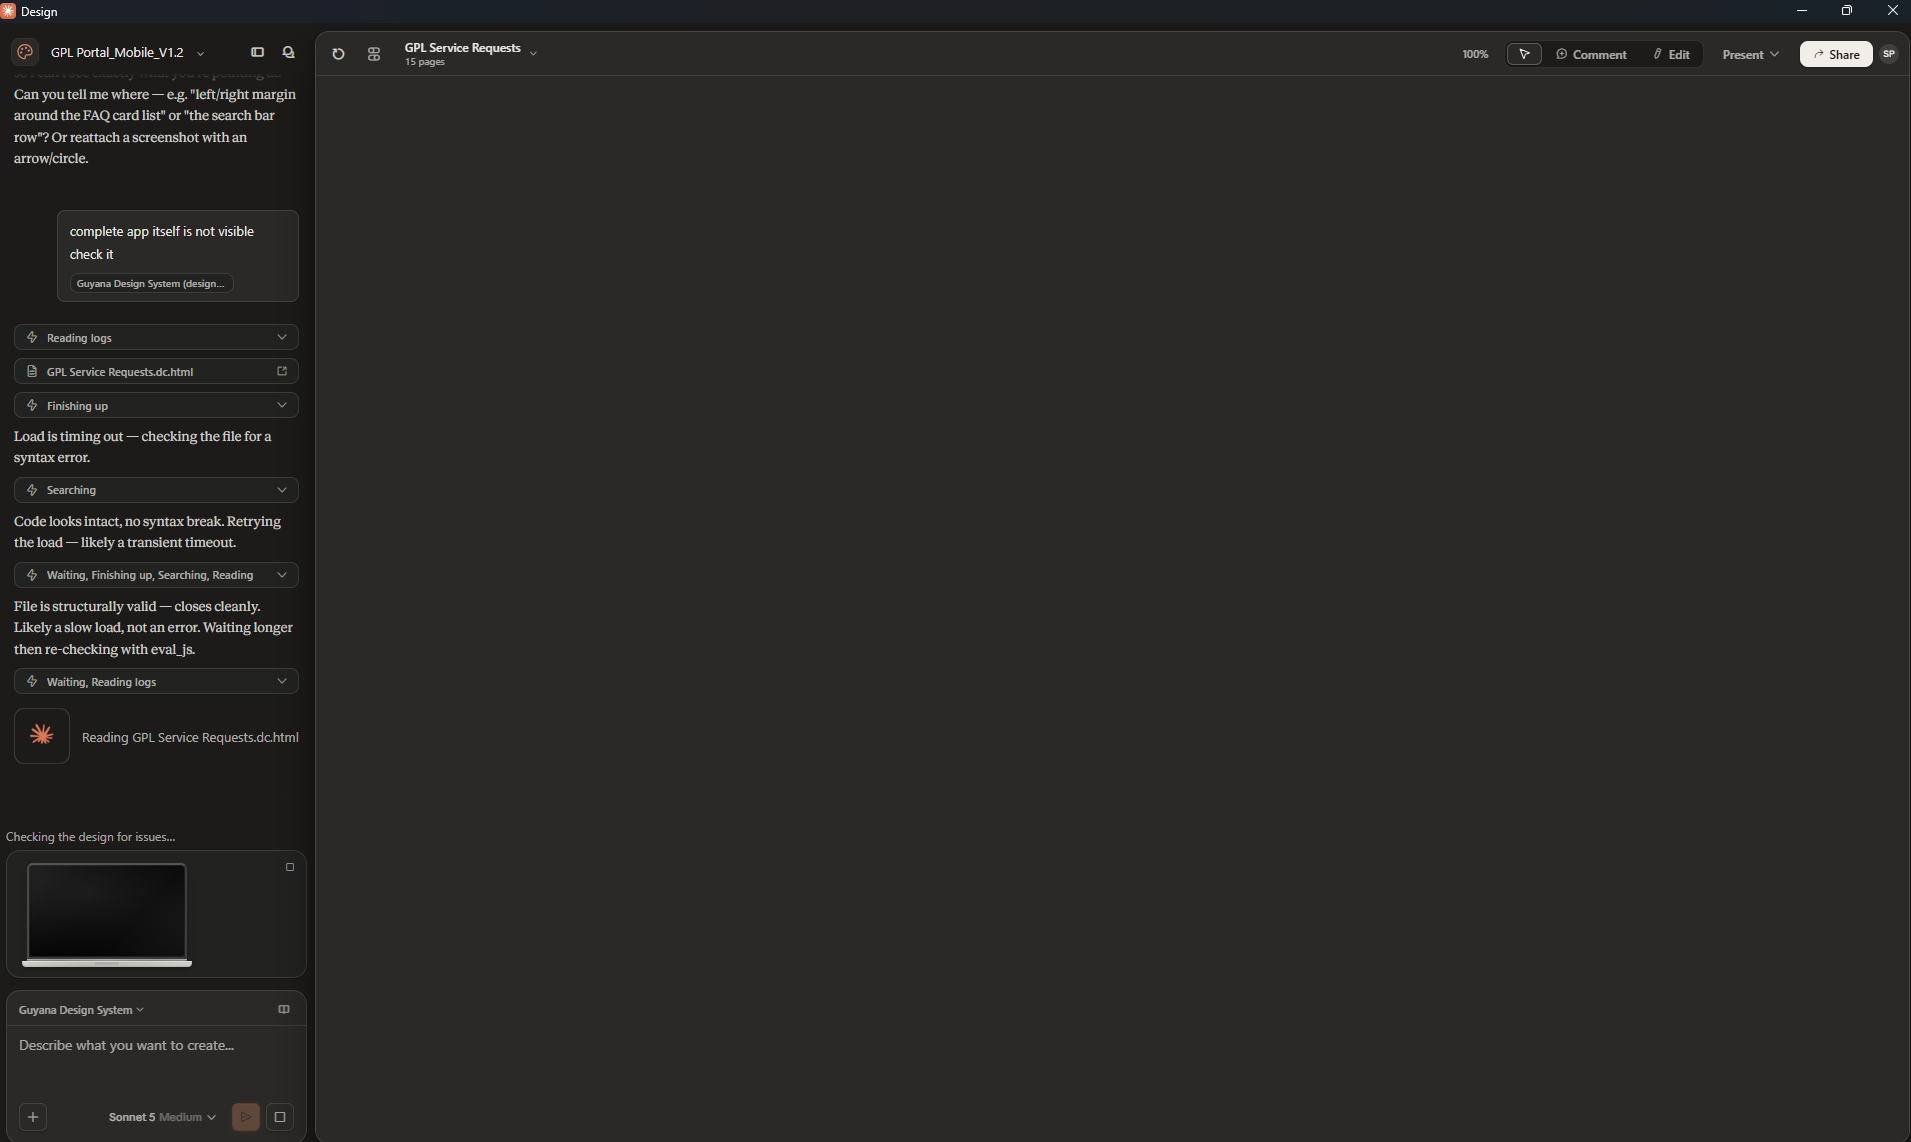 Design
GPL Portal_Mobile_V1.2
Can you tell me where — e.g. "left/right margin
around the FAQ card list" or "the search bar
row"? Or reattach a screenshot with an
arrow/circle.
complete app itself is not visible
check it
Guyana Design System (design...
Reading logs
GPL Service Requests.dc.html
Finishing up
Load is timing out — checking the file for a
syntax error.
Searching
Code looks intact, no syntax break. Retrying
the load — likely a transient timeout.
Waiting, Finishing up, Searching, Reading
File is structurally valid — closes cleanly.
Likely a slow load, not an error. Waiting longer
then re-checking with eval_js.
Waiting, Reading logs
Reading GPL Service Requests.dc.html
Checking the design for issues...
Guyana Design System
Describe what you want to create...
Sonnet 5 Medium
GPL Service Requests
15 pages
100%
Comment
Edit
Present
Share
SP